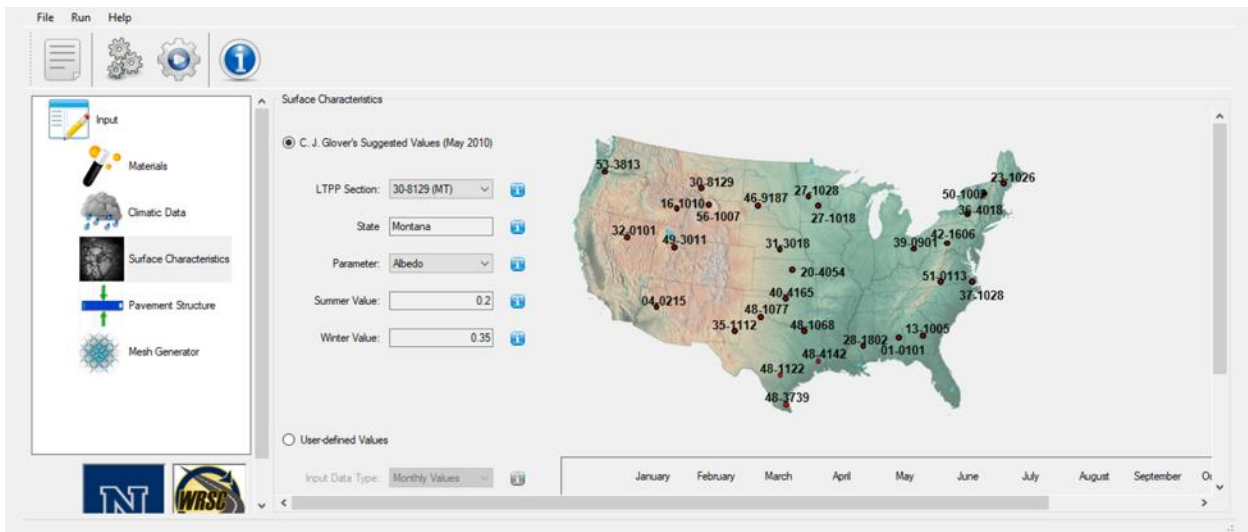 File Run Help
Surface Characteristics
Input
C. J. Glover's Suggested Values (May 2010)
Materials
LTPP Section: 30-8129 (MT)
Climatic Data
State Montana
Surface Characteristics
Parameter: Albedo
Pavement Structure
Summer Value: 0.2
Mesh Generator
Winter Value: 0.35
53-3813
23-1026
30-8129
27-1028
50-1002
16-1010
46-9187
56-1007
27-1018
36-4018
32-0101
49-3011
31-3018
39-0901
42-1606
20-4054
51-0113
04-0215
40-4165
37-1028
48-1077
35-1112
48-1068
28-1802
13-1005
01-0101
48-4142
48-1122
48-3739
User-defined Values
Input Data Type: Monthly Values
January February March April May June July August September Oc
N
WRSC